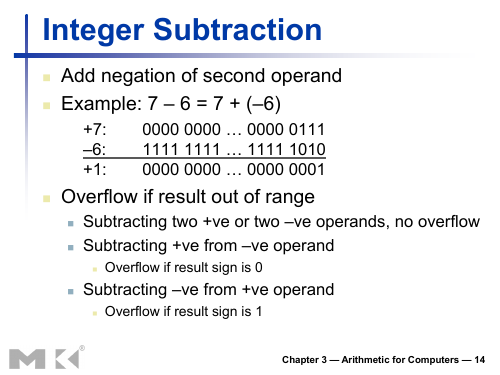 Integer Subtraction
Add negation of second operand
Example: 7 – 6 = 7 + (–6)
+7: 0000 0000 … 0000 0111
–6: 1111 1111 … 1111 1010
+1: 0000 0000 … 0000 0001
Overflow if result out of range
Subtracting two +ve or two –ve operands, no overflow
Subtracting +ve from –ve operand
Overflow if result sign is 0
Subtracting –ve from +ve operand
Overflow if result sign is 1
MK®
Chapter 3 — Arithmetic for Computers — 14